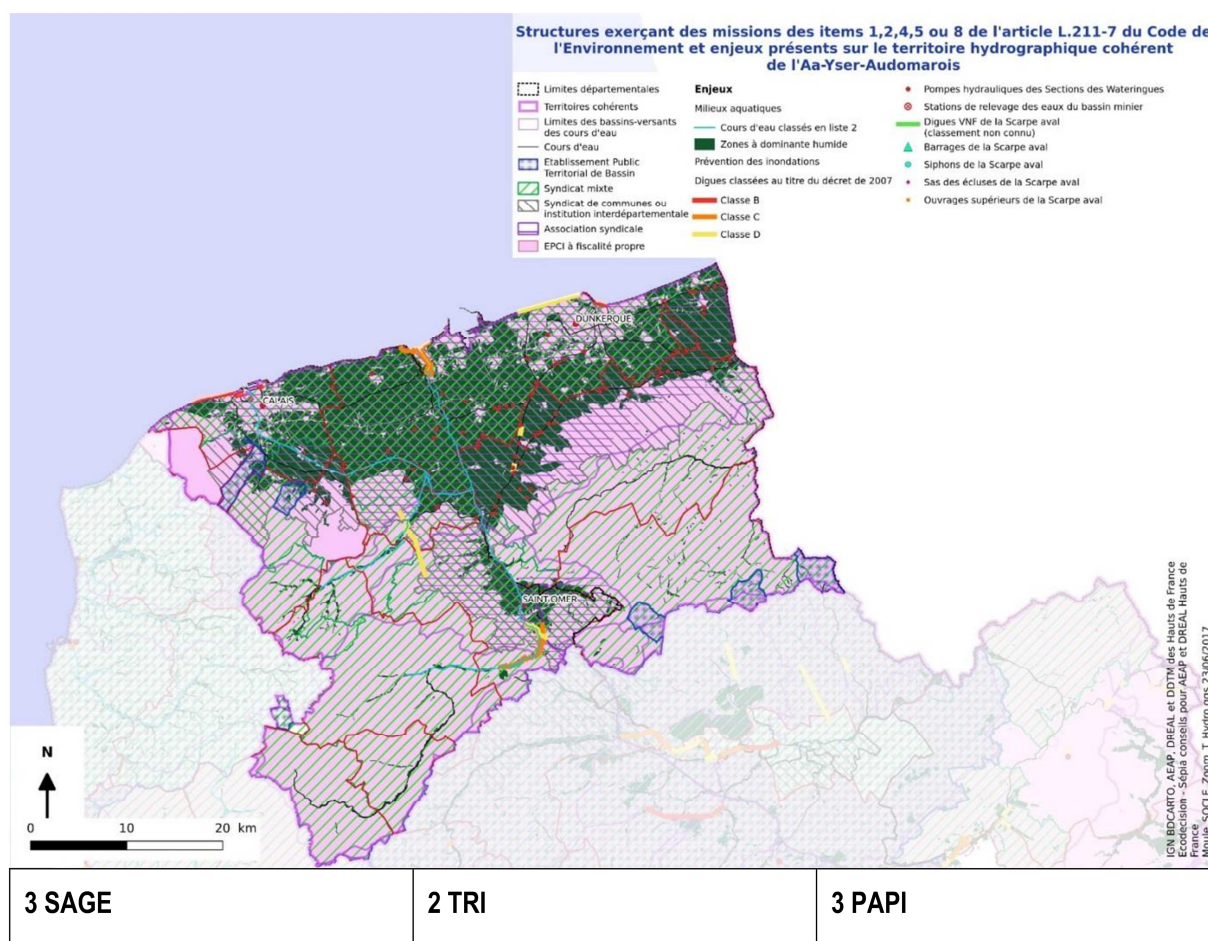 Structures exerçant des missions des items 1,2,4,5 ou 8 de l'article L.211-7 du Code de
l'Environnement et enjeux présents sur le territoire hydrographique cohérent
de l'Aa-Yser-Audomarois
Limites départementales
Territoires cohérents
Limites des bassins-versants
des cours d'eau
Cours d'eau
Etablissement Public
Territorial de Bassin
Syndicat mixte
Syndicat de communes ou
institution interdépartementale
Association syndicale
EPCI à fiscalité propre
Enjeux
Milieux aquatiques
Cours d'eau classés en liste 2
Zones à dominante humide
Prévention des inondations
Digues classées au titre du décret de 2007
Classe B
Classe C
Classe D
Pompes hydrauliques des Sections des Wateringues
Stations de relevage des eaux du bassin minier
Digues VNF de la Scarpe aval
(classement non connu)
Barrages de la Scarpe aval
Siphons de la Scarpe aval
Sas des écluses de la Scarpe aval
Ouvrages supérieurs de la Scarpe aval
DUNKERQUE
CALAIS
SAINT-OMER
N
0 10 20 km
IGN BDCARTO, AEAP, DREAL et DDTM des Hauts de France
Ecodecision - Sépia conseils pour AEAP et DREAL Hauts de
France
Moule_SOCLE_Zoom_T_Hydro.qgs 23/06/2017
3 SAGE
2 TRI
3 PAPI